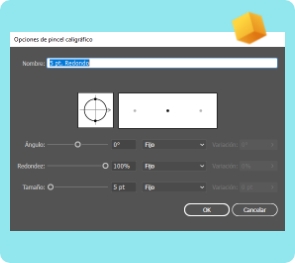 Opciones de pincel caligráfico
Nombre: 5 pt. Redondo
Ángulo: 0° Fijo Variación: 0°
Redondez: 100% Fijo Variación: 0%
Tamaño: 5 pt Fijo Variación: 0 pt
OK Cancelar